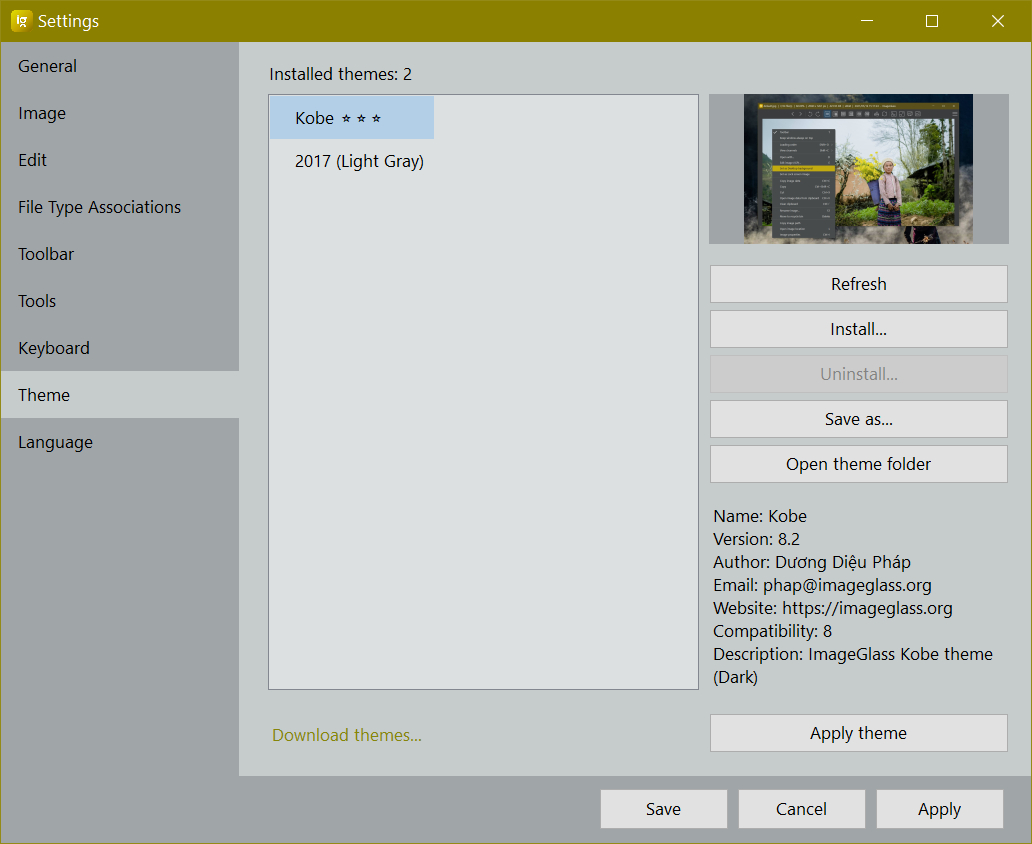 Settings
General
Image
Edit
File Type Associations
Toolbar
Tools
Keyboard
Theme
Language
Installed themes: 2
Kobe ⭐ ⭐ ⭐
2017 (Light Gray)
Download themes...
Refresh
Install...
Uninstall...
Save as...
Open theme folder
Name: Kobe
Version: 8.2
Author: Dương Diệu Pháp
Email: phap@imageglass.org
Website: https://imageglass.org
Compatibility: 8
Description: ImageGlass Kobe theme
(Dark)
Apply theme
Save
Cancel
Apply